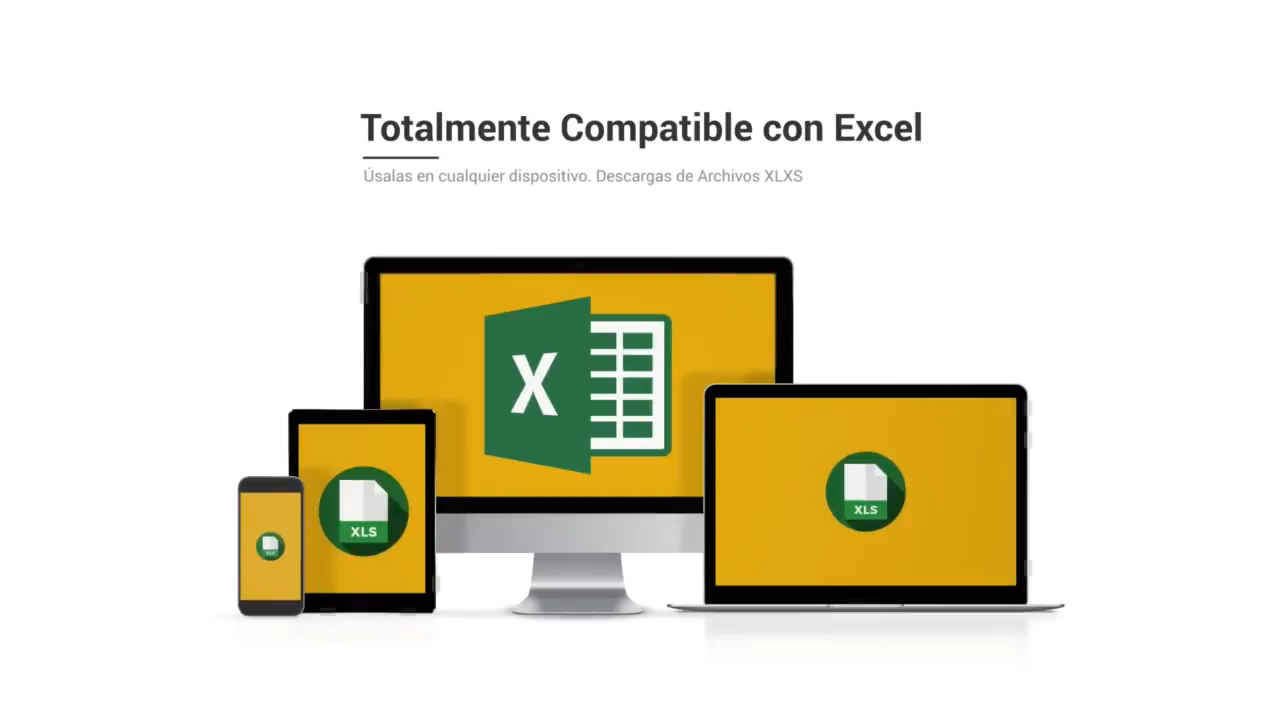 Totalmente Compatible con Excel
Úsalas en cualquier dispositivo. Descargas de Archivos XLXS
X
XLS
XLS
XLS